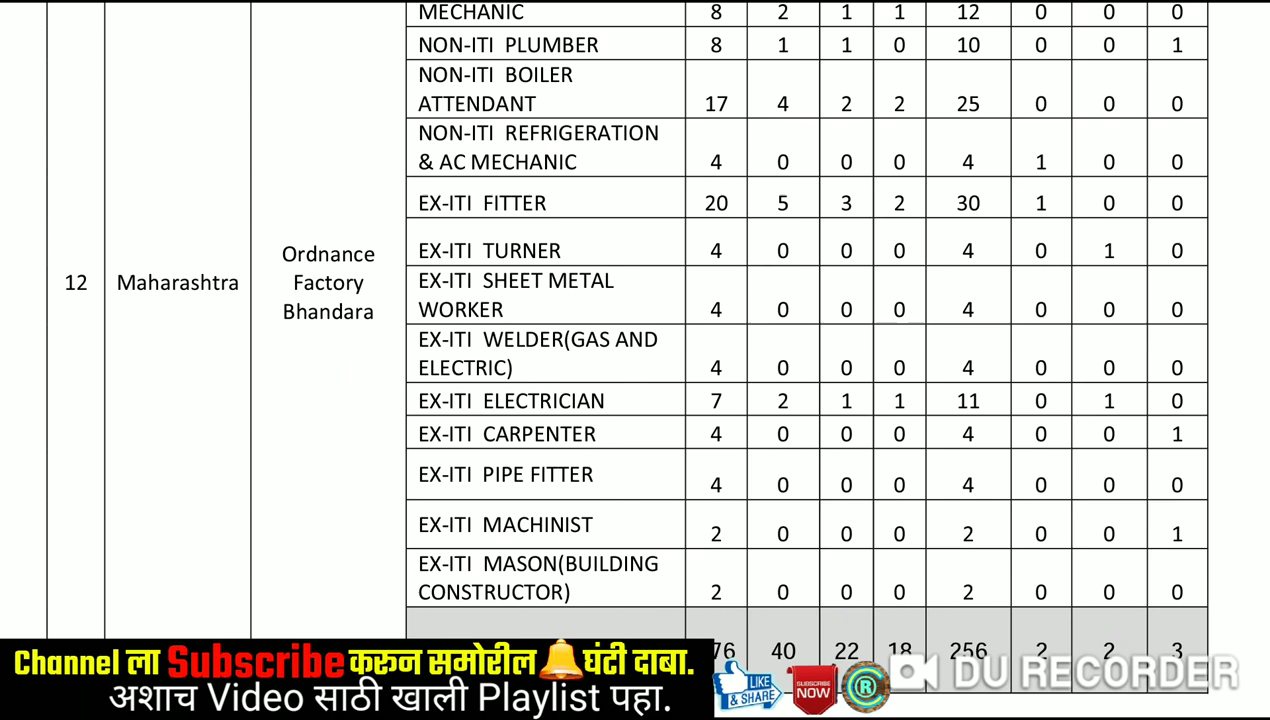 MECHANIC 8 2 1 1 12 0 0 0
NON-ITI PLUMBER 8 1 1 0 10 0 0 1
NON-ITI BOILER
ATTENDANT 17 4 2 2 25 0 0 0
NON-ITI REFRIGERATION
& AC MECHANIC 4 0 0 0 4 1 0 0
EX-ITI FITTER 20 5 3 2 30 1 0 0
EX-ITI TURNER 4 0 0 0 4 0 1 0
EX-ITI SHEET METAL
WORKER 4 0 0 0 4 0 0 0
12 Maharashtra
Ordnance
Factory
Bhandara
EX-ITI WELDER(GAS AND
ELECTRIC) 4 0 0 0 4 0 0 0
EX-ITI ELECTRICIAN 7 2 1 1 11 0 1 0
EX-ITI CARPENTER 4 0 0 0 4 0 0 1
EX-ITI PIPE FITTER 4 0 0 0 4 0 0 0
EX-ITI MACHINIST 2 0 0 0 2 0 0 1
EX-ITI MASON(BUILDING
CONSTRUCTOR) 2 0 0 0 2 0 0 0
76 40 22 18 256 2 2 3
Channel ला Subscribe करून समोरील घंटी दाबा.
अशाच Video साठी खाली Playlist पहा.
LIKE
& SHARE
SUBSCRIBE
NOW
R
DU RECORDER